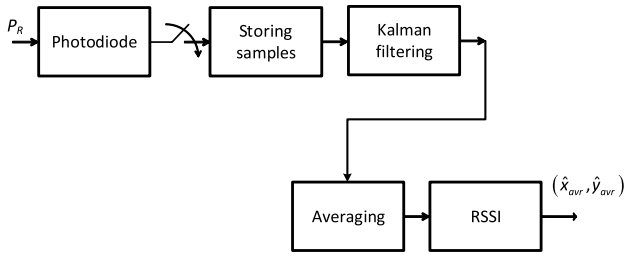 P_R
Photodiode
Storing
samples
Kalman
filtering
Averaging
RSSI
(x̂_avr, ŷ_avr)